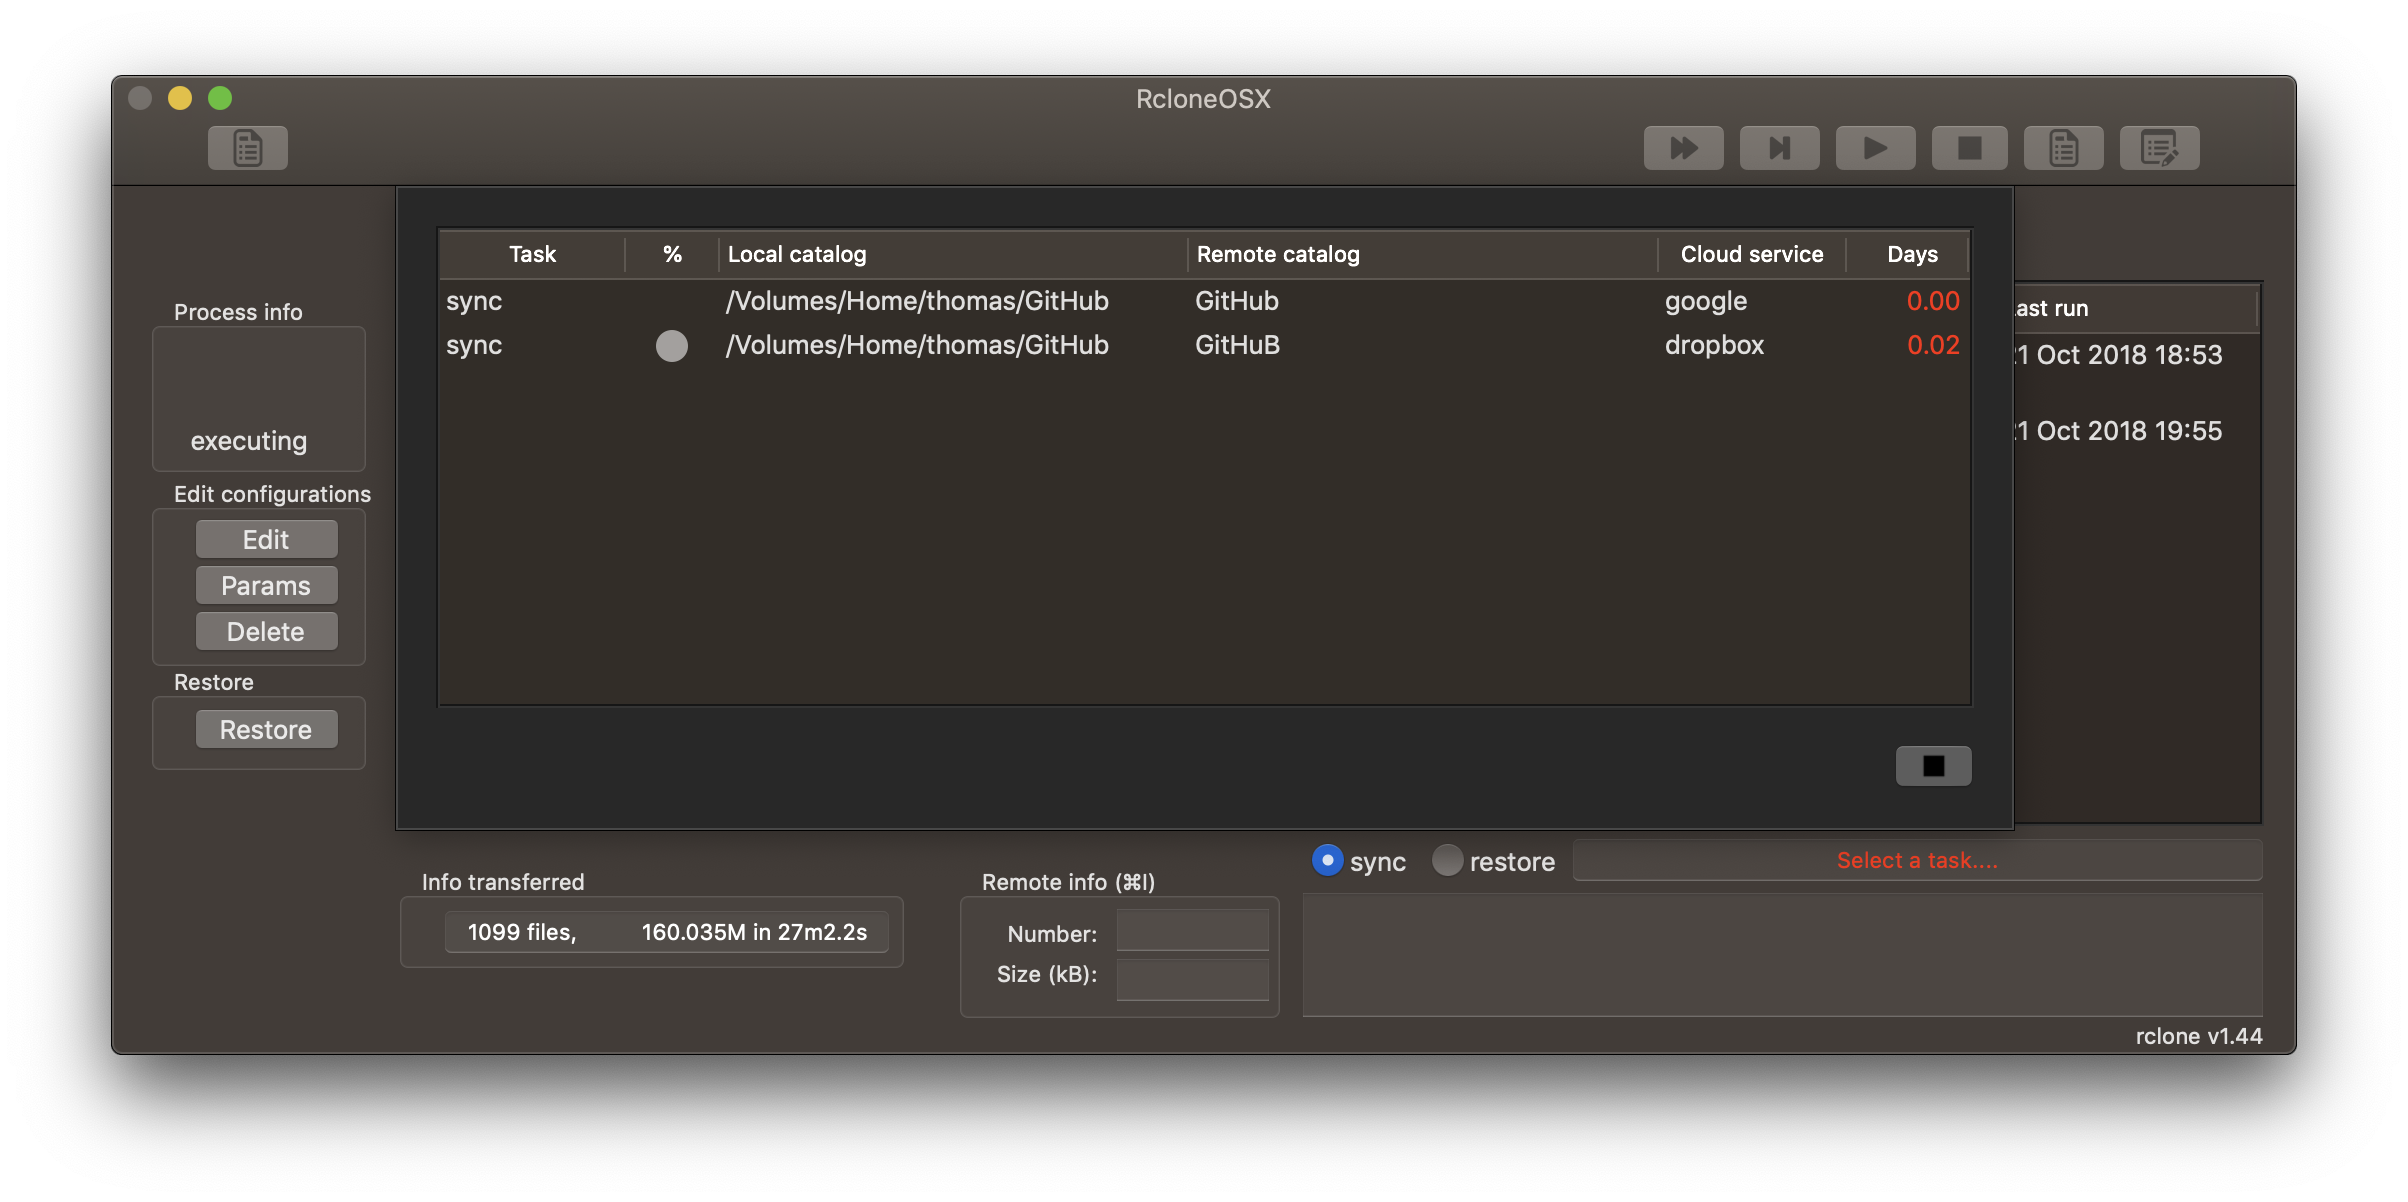 RcloneOSX
Task % Local catalog Remote catalog Cloud service Days
sync /Volumes/Home/thomas/GitHub GitHub google 0.00
sync /Volumes/Home/thomas/GitHub GitHuB dropbox 0.02
ast run
1 Oct 2018 18:53
1 Oct 2018 19:55
Process info
executing
Edit configurations
Edit
Params
Delete
Restore
Restore
sync restore Select a task....
Info transferred
1099 files, 160.035M in 27m2.2s
Remote info (⌘I)
Number:
Size (kB):
rclone v1.44